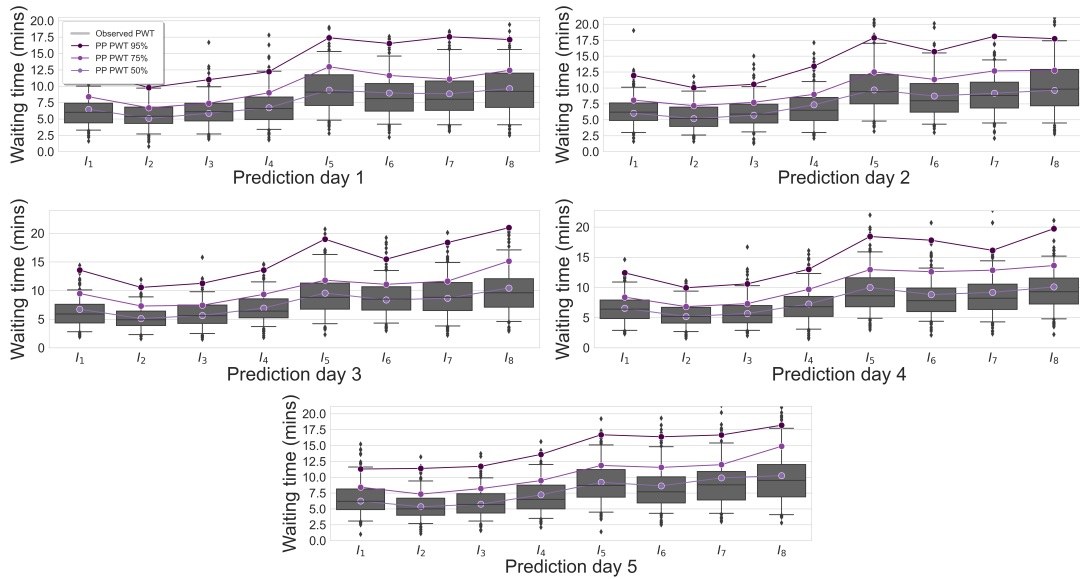 Waiting time (mins)
20.0
17.5
15.0
12.5
10.0
7.5
5.0
2.5
0.0
Observed PWT
PP PWT 95%
PP PWT 75%
PP PWT 50%
I1 I2 I3 I4 I5 I6 I7 I8
Prediction day 1
Waiting time (mins)
20.0
17.5
15.0
12.5
10.0
7.5
5.0
2.5
0.0
I1 I2 I3 I4 I5 I6 I7 I8
Prediction day 2
Waiting time (mins)
20
15
10
5
0
I1 I2 I3 I4 I5 I6 I7 I8
Prediction day 3
Waiting time (mins)
20
15
10
5
0
I1 I2 I3 I4 I5 I6 I7 I8
Prediction day 4
Waiting time (mins)
20.0
17.5
15.0
12.5
10.0
7.5
5.0
2.5
0.0
I1 I2 I3 I4 I5 I6 I7 I8
Prediction day 5